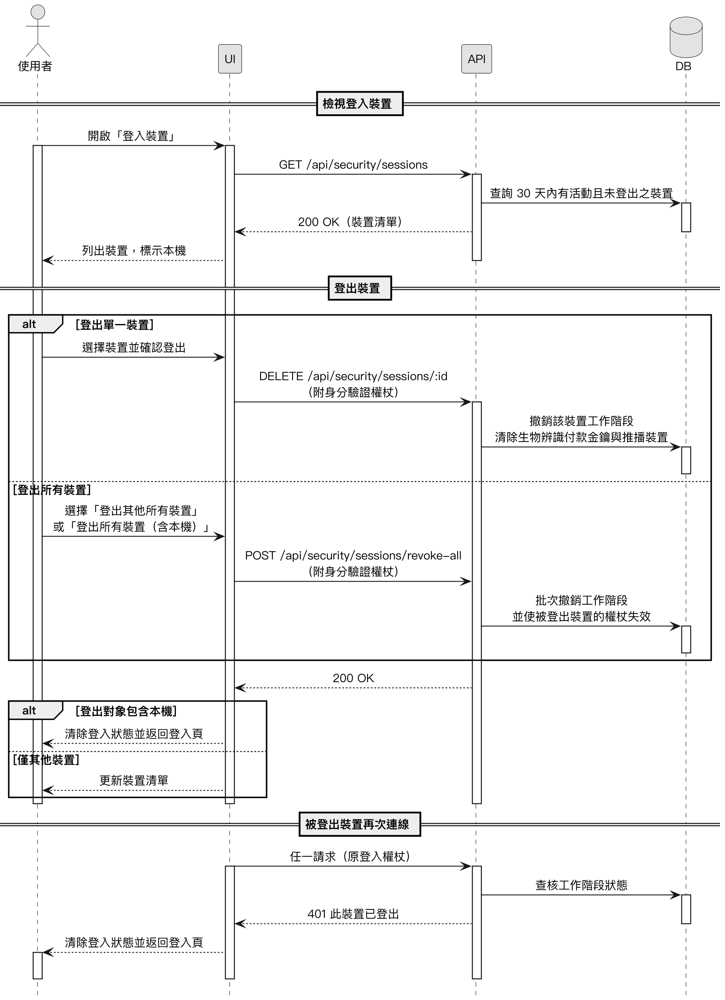 使用者
UI
API
DB
檢視登入裝置
開啟「登入裝置」
GET /api/security/sessions
查詢 30 天內有活動且未登出之裝置
200 OK（裝置清單）
列出裝置，標示本機
登出裝置
alt
[登出單一裝置]
選擇裝置並確認登出
DELETE /api/security/sessions/:id
（附身分驗證權杖）
撤銷該裝置工作階段
清除生物辨識付款金鑰與推播裝置
[登出所有裝置]
選擇「登出其他所有裝置」
或「登出所有裝置（含本機）」
POST /api/security/sessions/revoke-all
（附身分驗證權杖）
批次撤銷工作階段
並使被登出裝置的權杖失效
200 OK
alt
[登出對象包含本機]
清除登入狀態並返回登入頁
[僅其他裝置]
更新裝置清單
被登出裝置再次連線
任一請求（原登入權杖）
查核工作階段狀態
401 此裝置已登出
清除登入狀態並返回登入頁